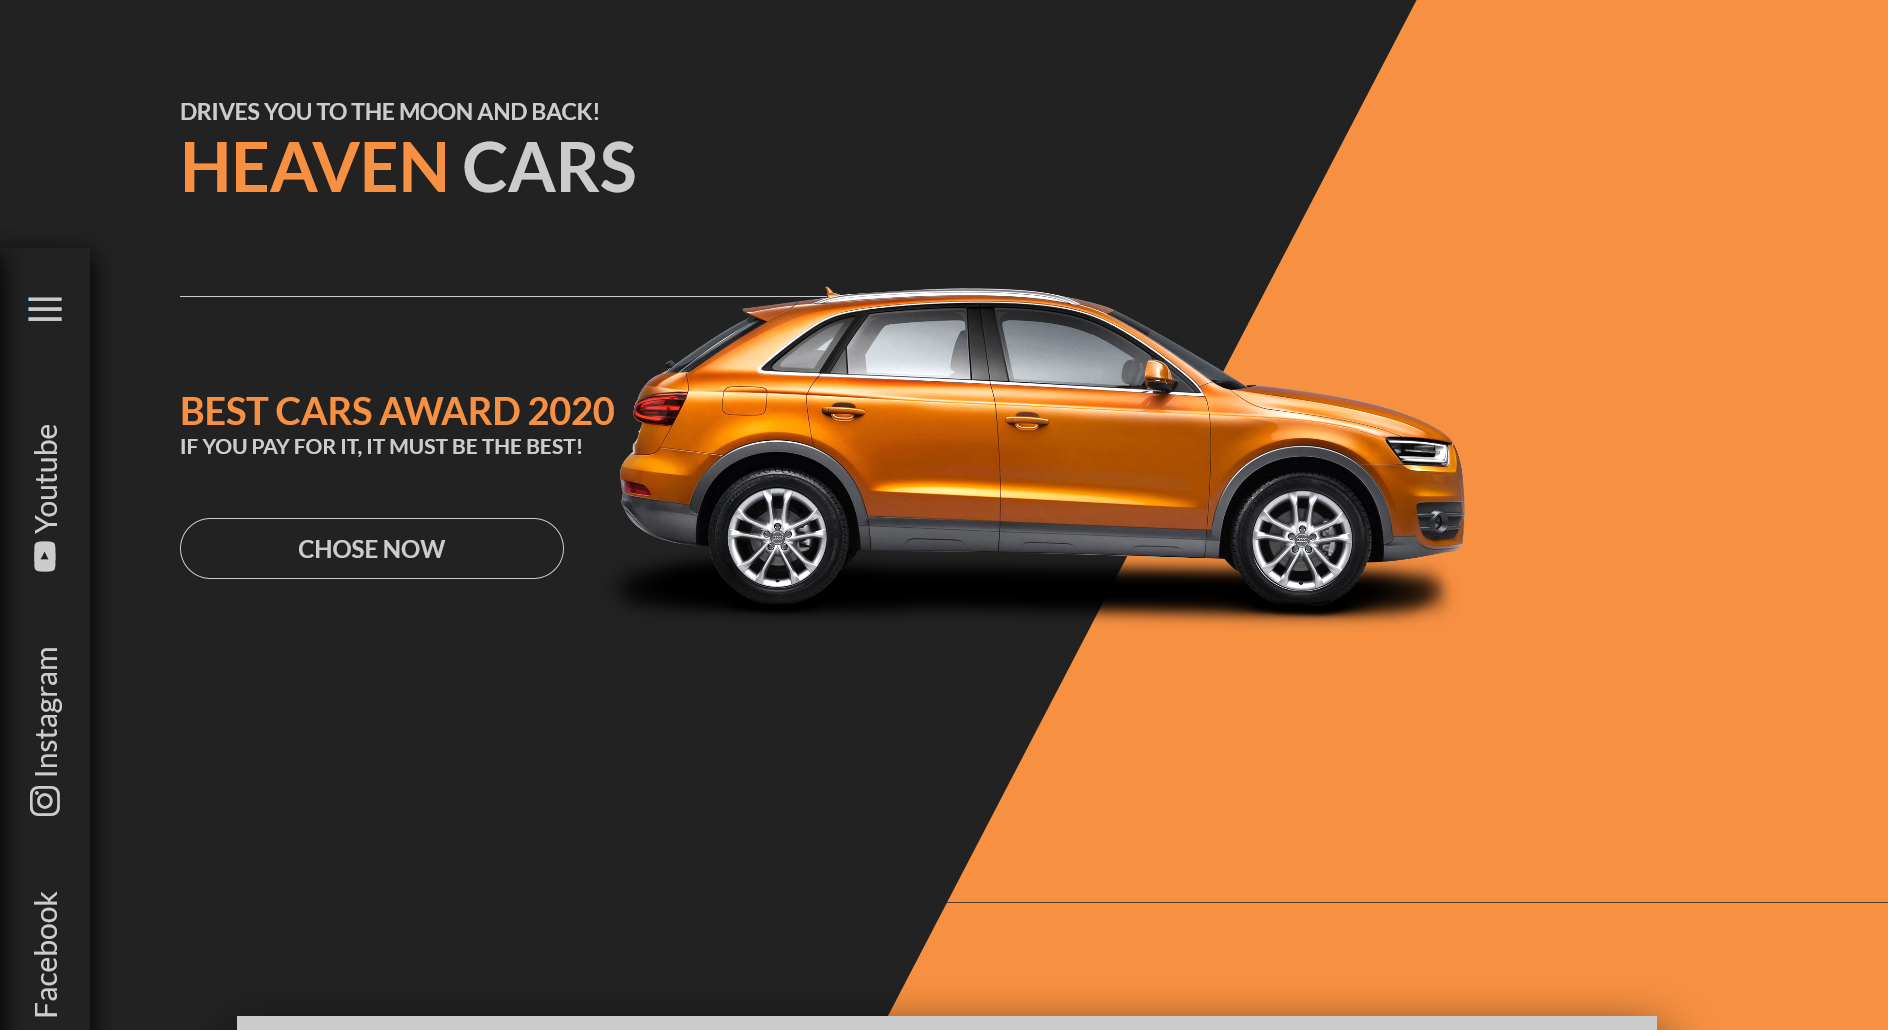 DRIVES YOU TO THE MOON AND BACK!
HEAVEN CARS
BEST CARS AWARD 2020
IF YOU PAY FOR IT, IT MUST BE THE BEST!
CHOSE NOW
Youtube
Instagram
Facebook